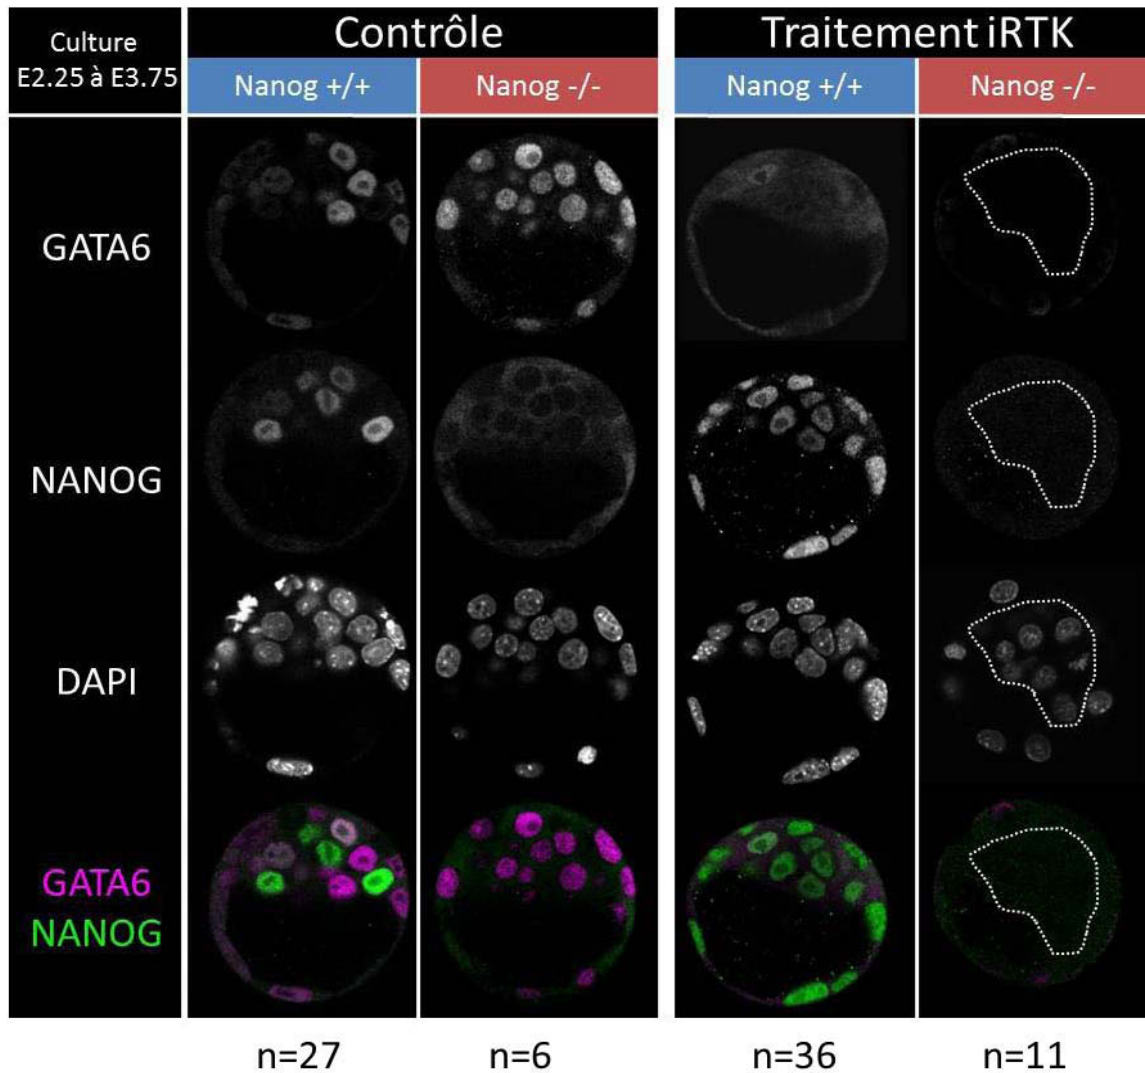 Culture
E2.25 à E3.75
Contrôle
Traitement iRTK
Nanog +/+
Nanog -/-
Nanog +/+
Nanog -/-
GATA6
NANOG
DAPI
GATA6
NANOG
n=27
n=6
n=36
n=11